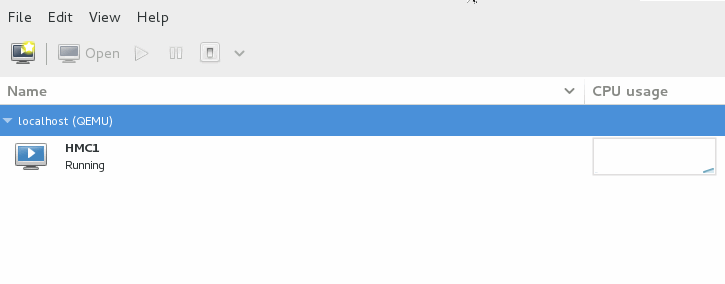 File Edit View Help
Open
Name CPU usage
localhost (QEMU)
HMC1
Running